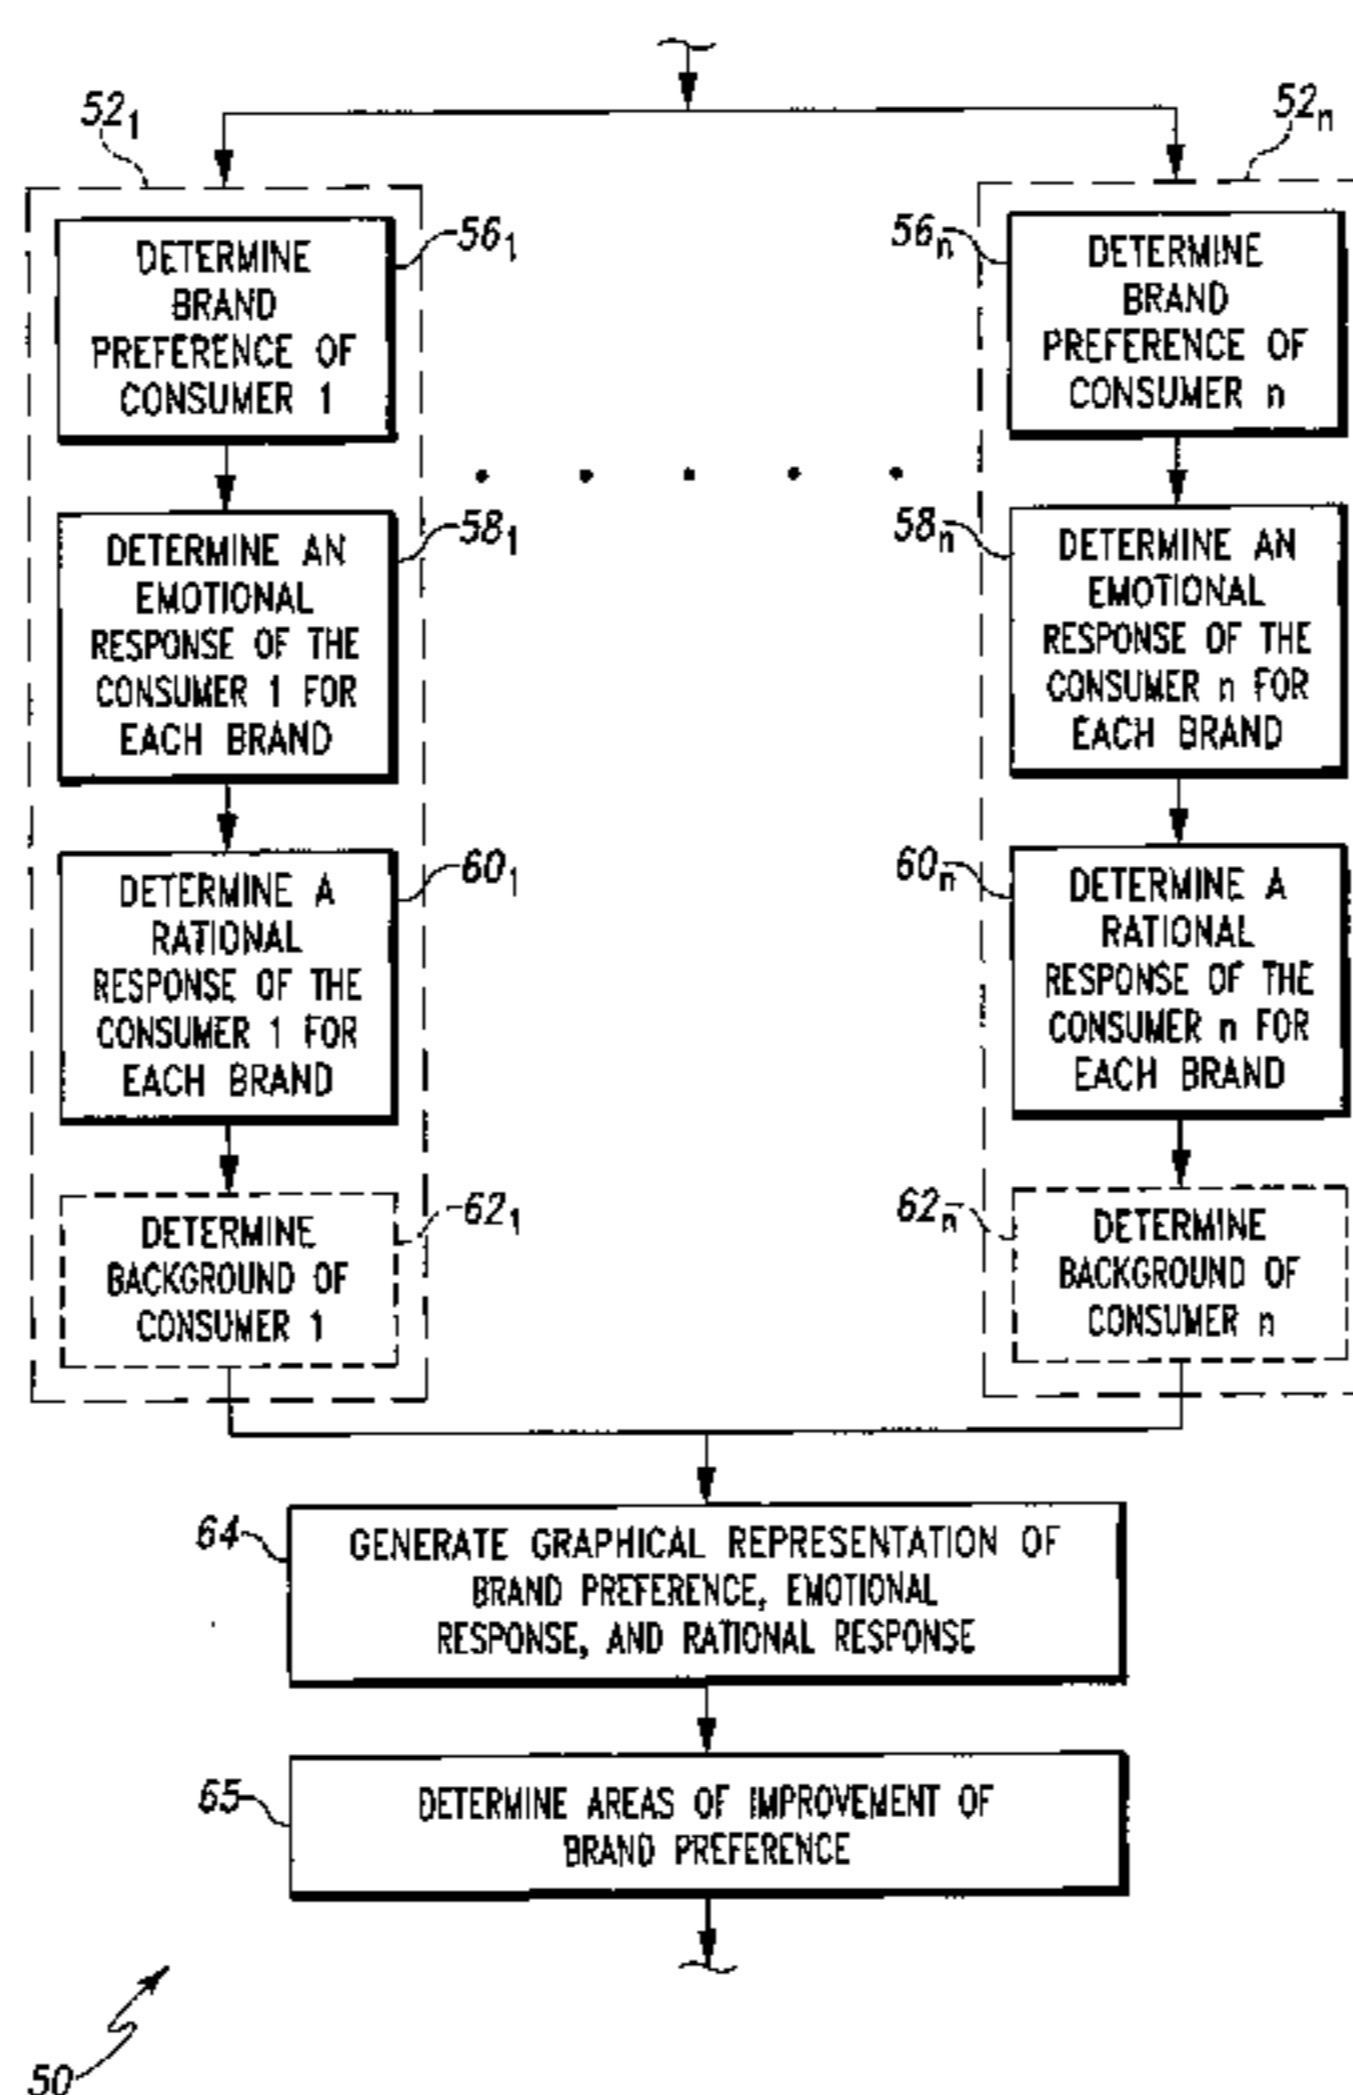 52₁
52ₙ
56₁
DETERMINE
BRAND
PREFERENCE OF
CONSUMER 1
58₁
DETERMINE AN
EMOTIONAL
RESPONSE OF THE
CONSUMER 1 FOR
EACH BRAND
60₁
DETERMINE A
RATIONAL
RESPONSE OF THE
CONSUMER 1 FOR
EACH BRAND
62₁
DETERMINE
BACKGROUND OF
CONSUMER 1
56ₙ
DETERMINE
BRAND
PREFERENCE OF
CONSUMER n
58ₙ
DETERMINE AN
EMOTIONAL
RESPONSE OF THE
CONSUMER n FOR
EACH BRAND
60ₙ
DETERMINE A
RATIONAL
RESPONSE OF THE
CONSUMER n FOR
EACH BRAND
62ₙ
DETERMINE
BACKGROUND OF
CONSUMER n
64
GENERATE GRAPHICAL REPRESENTATION OF
BRAND PREFERENCE, EMOTIONAL
RESPONSE, AND RATIONAL RESPONSE
65
DETERMINE AREAS OF IMPROVEMENT OF
BRAND PREFERENCE
50